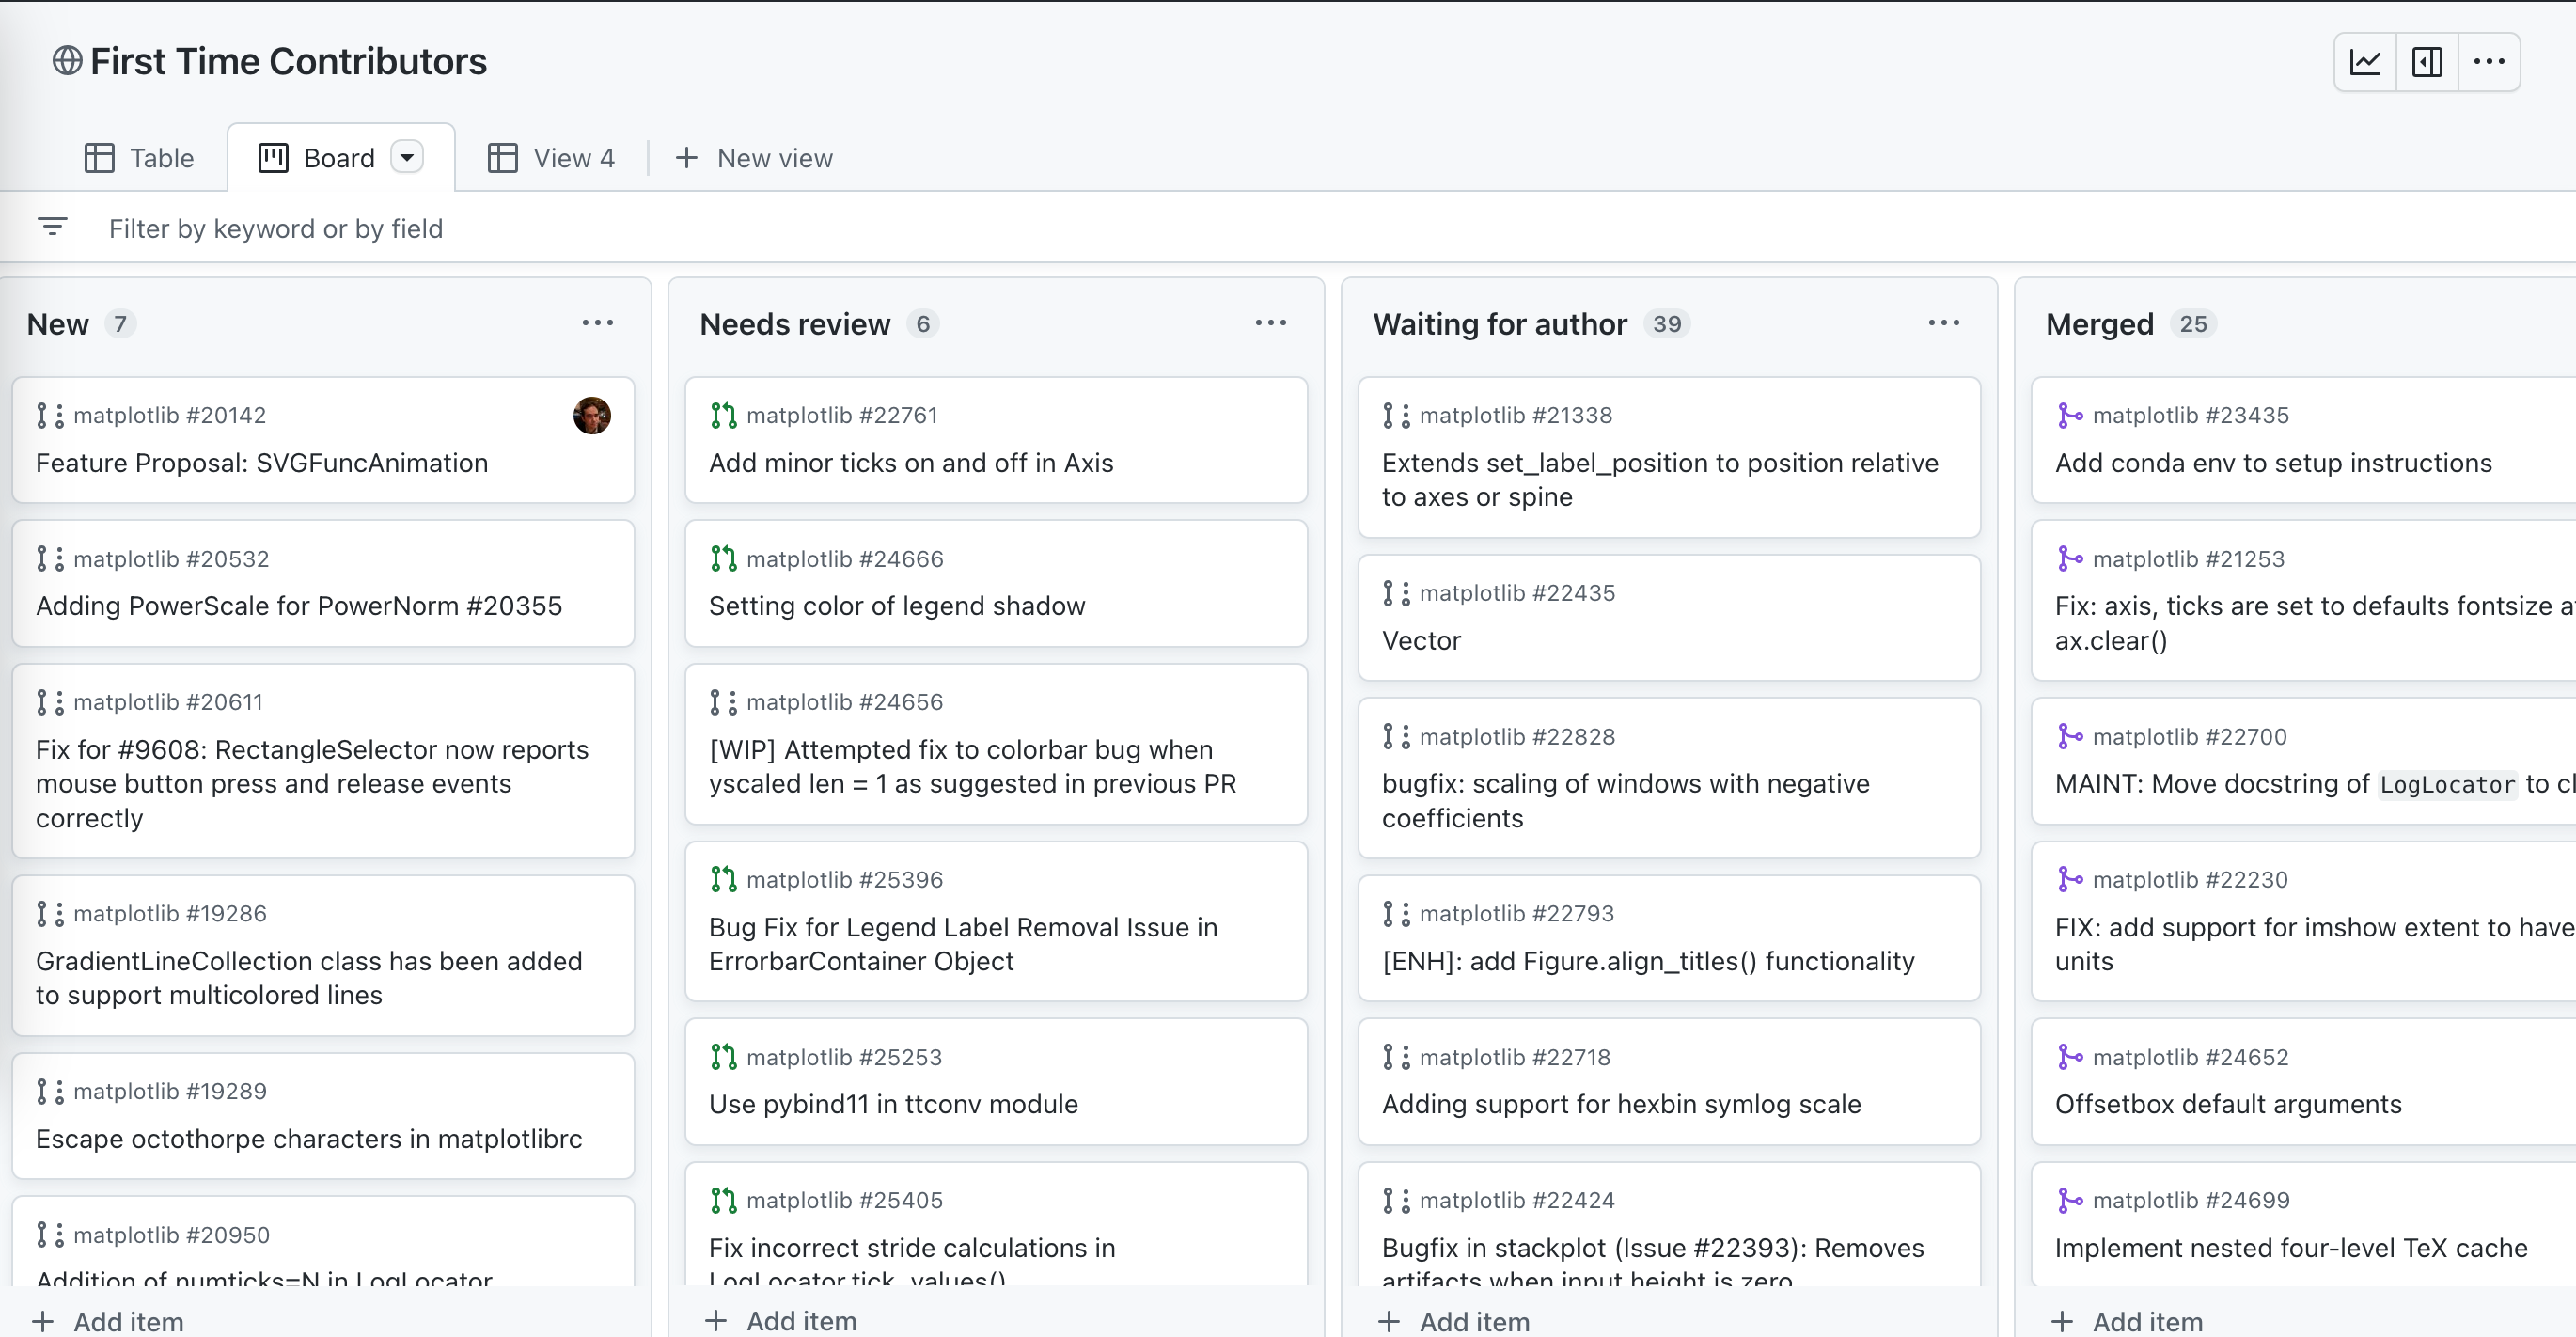 First Time Contributors
Table
Board
View 4
New view
Filter by keyword or by field
New 7
matplotlib #20142
Feature Proposal: SVGFuncAnimation
matplotlib #20532
Adding PowerScale for PowerNorm #20355
matplotlib #20611
Fix for #9608: RectangleSelector now reports
mouse button press and release events
correctly
matplotlib #19286
GradientLineCollection class has been added
to support multicolored lines
matplotlib #19289
Escape octothorpe characters in matplotlibrc
matplotlib #20950
Addition of numticks=N in LogLocator
Add item
Needs review 6
matplotlib #22761
Add minor ticks on and off in Axis
matplotlib #24666
Setting color of legend shadow
matplotlib #24656
[WIP] Attempted fix to colorbar bug when
yscaled len = 1 as suggested in previous PR
matplotlib #25396
Bug Fix for Legend Label Removal Issue in
ErrorbarContainer Object
matplotlib #25253
Use pybind11 in ttconv module
matplotlib #25405
Fix incorrect stride calculations in
LogLocator.tick_values()
Add item
Waiting for author 39
matplotlib #21338
Extends set_label_position to position relative
to axes or spine
matplotlib #22435
Vector
matplotlib #22828
bugfix: scaling of windows with negative
coefficients
matplotlib #22793
[ENH]: add Figure.align_titles() functionality
matplotlib #22718
Adding support for hexbin symlog scale
matplotlib #22424
Bugfix in stackplot (Issue #22393): Removes
artifacts when input height is zero
Add item
Merged 25
matplotlib #23435
Add conda env to setup instructions
matplotlib #21253
Fix: axis, ticks are set to defaults fontsize
ax.clear()
matplotlib #22700
MAINT: Move docstring of LogLocator to
matplotlib #22230
FIX: add support for imshow extent to have
units
matplotlib #24652
Offsetbox default arguments
matplotlib #24699
Implement nested four-level TeX cache
Add item